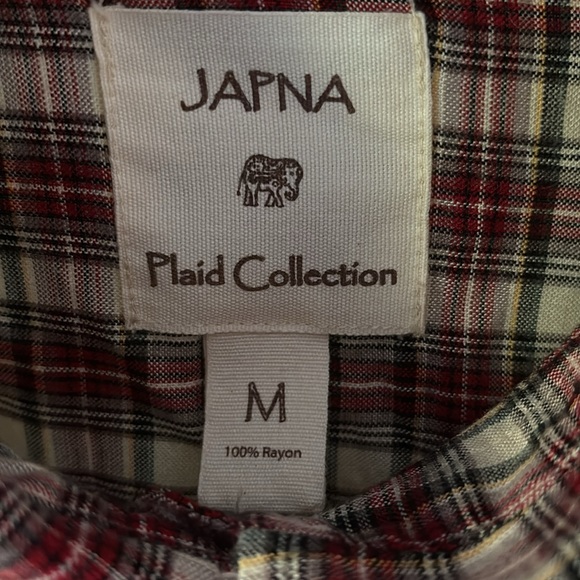 JAPNA
Plaid Collection
M
100% Rayon